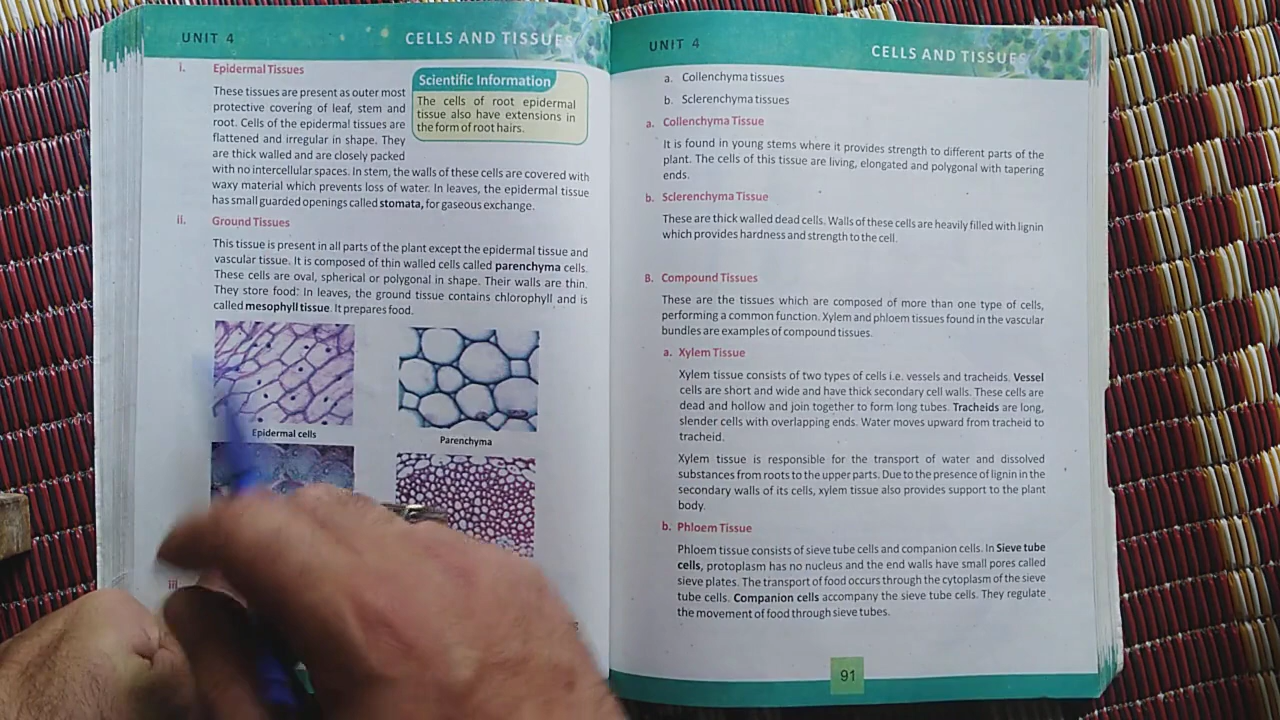 UNIT 4
CELLS AND TISSUES
i. Epidermal Tissues
These tissues are present as outer most
protective covering of leaf, stem and
root. Cells of the epidermal tissues are
flattened and irregular in shape. They
are thick walled and are closely packed
with no intercellular spaces. In stem, the walls of these cells are covered with
waxy material which prevents loss of water. In leaves, the epidermal tissue
has small guarded openings called stomata, for gaseous exchange.
Scientific Information
The cells of root epidermal
tissue also have extensions in
the form of root hairs.
ii. Ground Tissues
This tissue is present in all parts of the plant except the epidermal tissue and
vascular tissue. It is composed of thin walled cells called parenchyma cells.
These cells are oval, spherical or polygonal in shape. Their walls are thin.
They store food. In leaves, the ground tissue contains chlorophyll and is
called mesophyll tissue. It prepares food.
Epidermal cells
Parenchyma
iii.
UNIT 4
CELLS AND TISSUES
a. Collenchyma tissues
b. Sclerenchyma tissues
a. Collenchyma Tissue
It is found in young stems where it provides strength to different parts of the
plant. The cells of this tissue are living, elongated and polygonal with tapering
ends.
b. Sclerenchyma Tissue
These are thick walled dead cells. Walls of these cells are heavily filled with lignin
which provides hardness and strength to the cell.
B. Compound Tissues
These are the tissues which are composed of more than one type of cells,
performing a common function. Xylem and phloem tissues found in the vascular
bundles are examples of compound tissues.
a. Xylem Tissue
Xylem tissue consists of two types of cells i.e. vessels and tracheids. Vessel
cells are short and wide and have thick secondary cell walls. These cells are
dead and hollow and join together to form long tubes. Tracheids are long,
slender cells with overlapping ends. Water moves upward from tracheid to
tracheid.
Xylem tissue is responsible for the transport of water and dissolved
substances from roots to the upper parts. Due to the presence of lignin in the
secondary walls of its cells, xylem tissue also provides support to the plant
body.
b. Phloem Tissue
Phloem tissue consists of sieve tube cells and companion cells. In Sieve tube
cells, protoplasm has no nucleus and the end walls have small pores called
sieve plates. The transport of food occurs through the cytoplasm of the sieve
tube cells. Companion cells accompany the sieve tube cells. They regulate
the movement of food through sieve tubes.
91